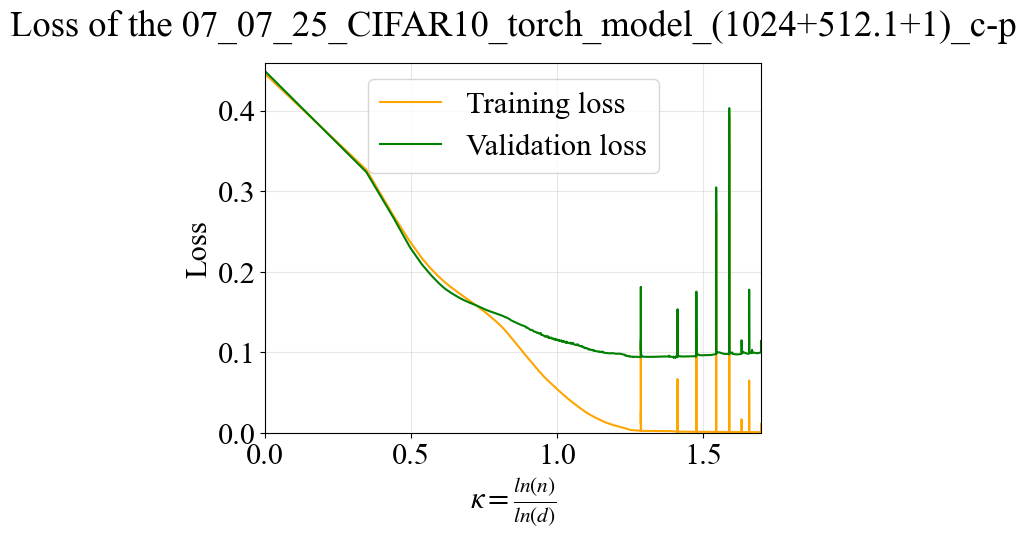 Loss of the 07_07_25_CIFAR10_torch_model_(1024+512.1+1)_c-p
Training loss
Validation loss
Loss
0.4
0.3
0.2
0.1
0.0
0.0 0.5 1.0 1.5
κ = ln(n)/ln(d)